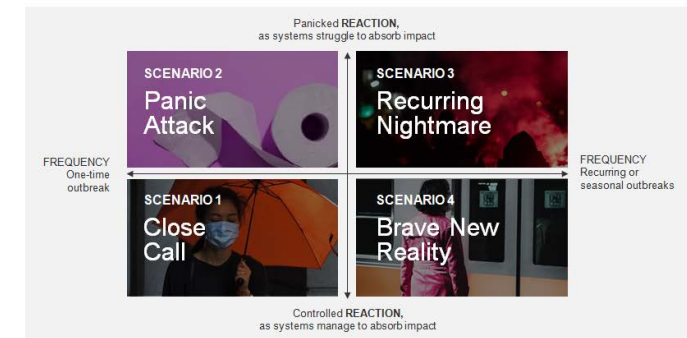 Panicked REACTION,
as systems struggle to absorb impact
SCENARIO 2
Panic
Attack
SCENARIO 3
Recurring
Nightmare
FREQUENCY
One-time
outbreak
FREQUENCY
Recurring or
seasonal outbreaks
SCENARIO 1
Close
Call
SCENARIO 4
Brave New
Reality
Controlled REACTION,
as systems manage to absorb impact